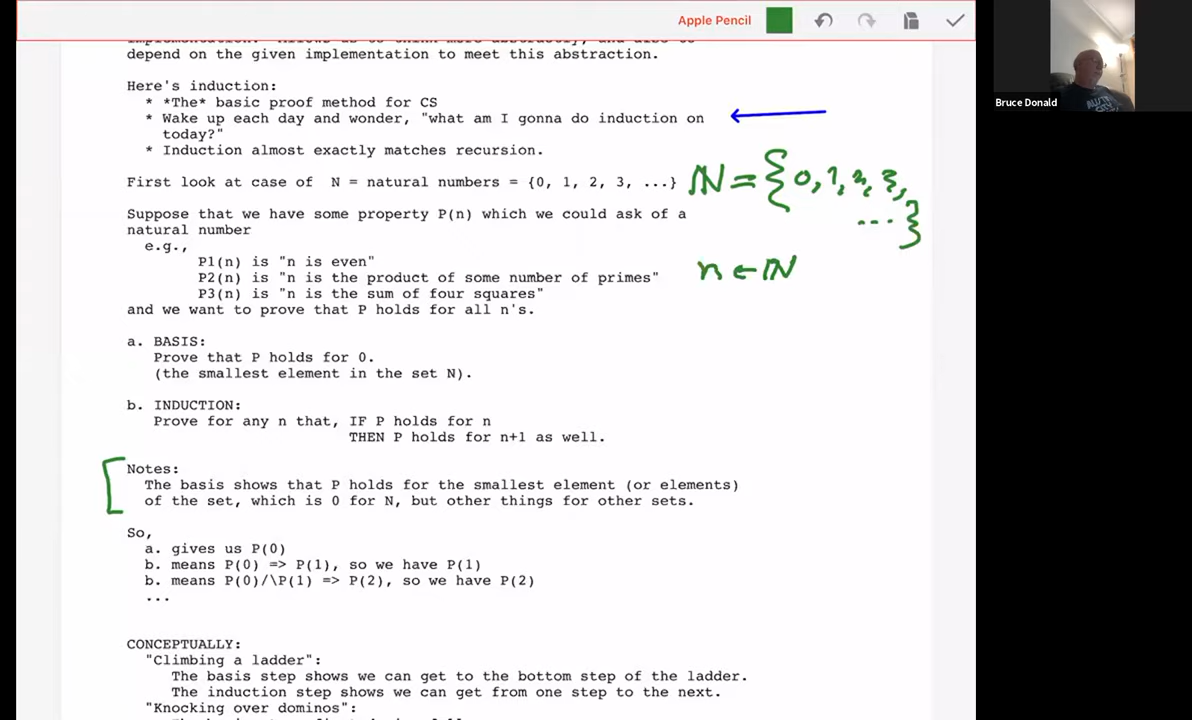 Apple Pencil
depend on the given implementation to meet this abstraction.
Here's induction:
* *The* basic proof method for CS
* Wake up each day and wonder, "what am I gonna do induction on
today?"
* Induction almost exactly matches recursion.
First look at case of N = natural numbers = {0, 1, 2, 3, ...}
ℕ = {0, 1, 2, 3,
... }
Suppose that we have some property P(n) which we could ask of a
natural number
e.g.,
P1(n) is "n is even"
P2(n) is "n is the product of some number of primes"
P3(n) is "n is the sum of four squares"
n ∈ ℕ
and we want to prove that P holds for all n's.
a. BASIS:
Prove that P holds for 0.
(the smallest element in the set N).
b. INDUCTION:
Prove for any n that, IF P holds for n
THEN P holds for n+1 as well.
Notes:
The basis shows that P holds for the smallest element (or elements)
of the set, which is 0 for N, but other things for other sets.
So,
a. gives us P(0)
b. means P(0) => P(1), so we have P(1)
b. means P(0)/\P(1) => P(2), so we have P(2)
...
CONCEPTUALLY:
"Climbing a ladder":
The basis step shows we can get to the bottom step of the ladder.
The induction step shows we can get from one step to the next.
"Knocking over dominos":
Bruce Donald